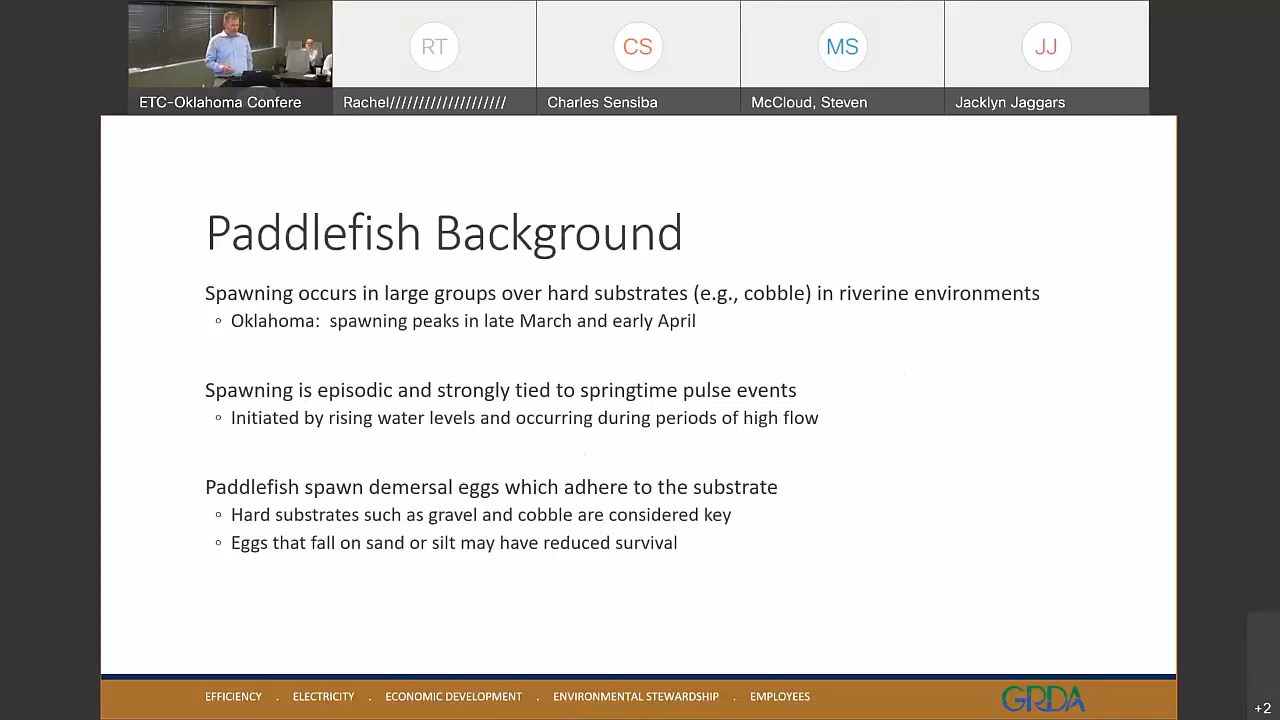 RT
CS
MS
JJ
ETC-Oklahoma Confere
Rachel////////////////////
Charles Sensiba
McCloud, Steven
Jacklyn Jaggars
Paddlefish Background
Spawning occurs in large groups over hard substrates (e.g., cobble) in riverine environments
◦ Oklahoma: spawning peaks in late March and early April
Spawning is episodic and strongly tied to springtime pulse events
◦ Initiated by rising water levels and occurring during periods of high flow
Paddlefish spawn demersal eggs which adhere to the substrate
◦ Hard substrates such as gravel and cobble are considered key
◦ Eggs that fall on sand or silt may have reduced survival
EFFICIENCY . ELECTRICITY . ECONOMIC DEVELOPMENT . ENVIRONMENTAL STEWARDSHIP . EMPLOYEES
GRDA
+2